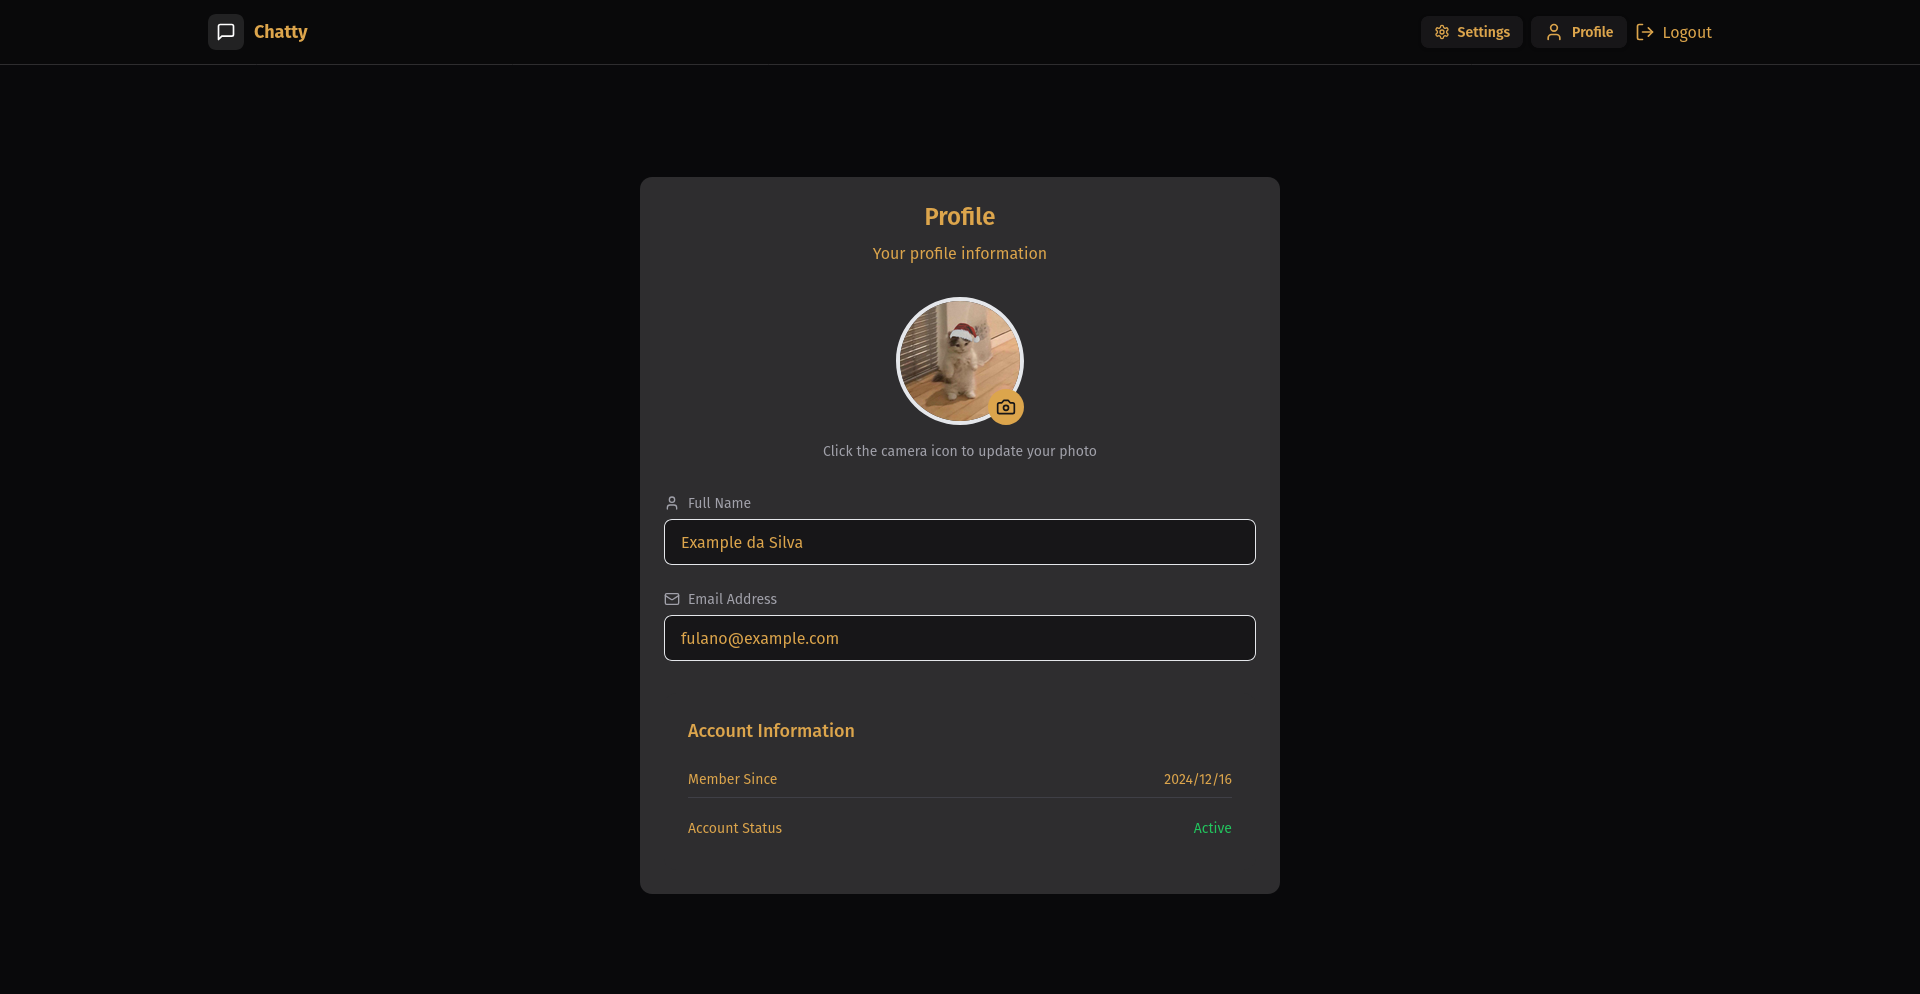 Chatty
Settings
Profile
Logout
Profile
Your profile information
Click the camera icon to update your photo
Full Name
Example da Silva
Email Address
fulano@example.com
Account Information
Member Since 2024/12/16
Account Status Active